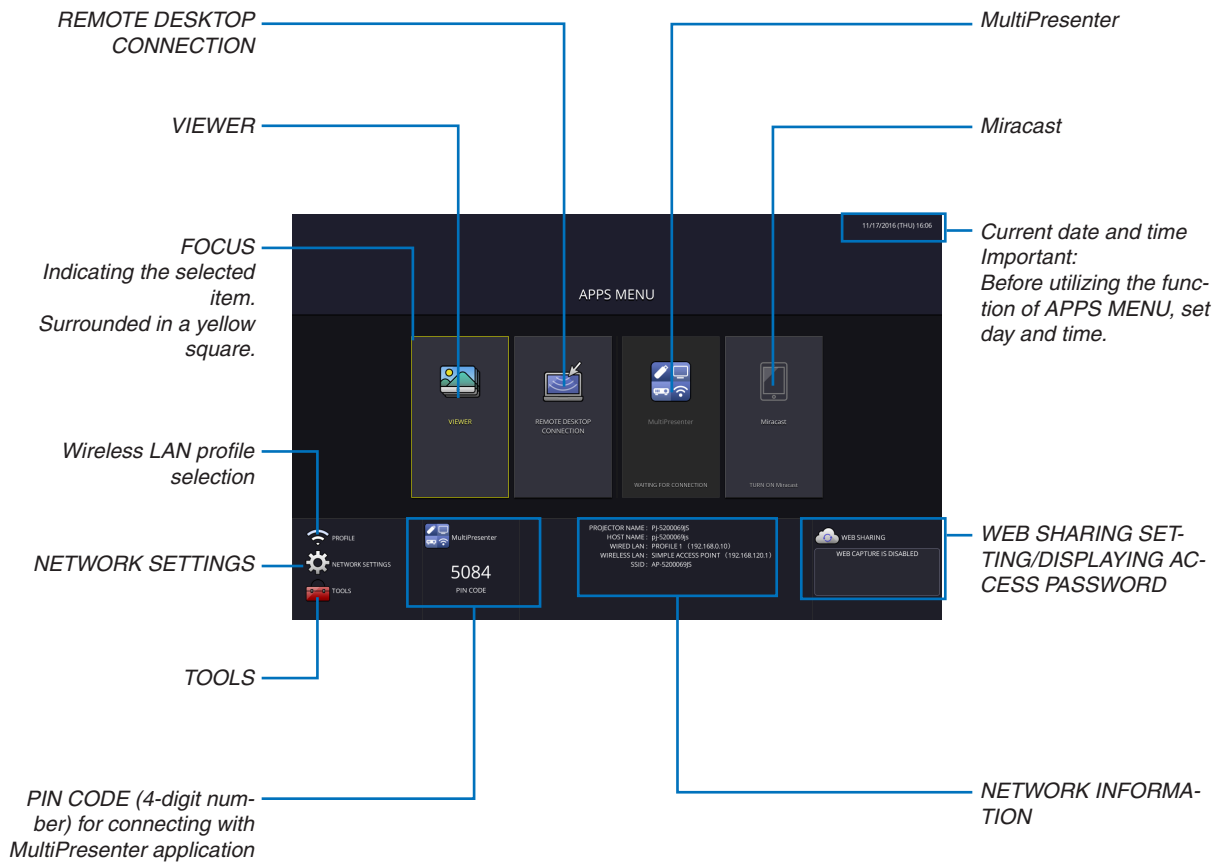 REMOTE DESKTOP
CONNECTION
MultiPresenter
VIEWER
Miracast
FOCUS
Indicating the selected
item.
Surrounded in a yellow
square.
Current date and time
Important:
Before utilizing the func-
tion of APPS MENU, set
day and time.
11/17/2016 (THU) 16:06
APPS MENU
VIEWER
REMOTE DESKTOP
CONNECTION
MultiPresenter
WAITING FOR CONNECTION
Miracast
TURN ON Miracast
Wireless LAN profile
selection
NETWORK SETTINGS
TOOLS
PROFILE
NETWORK SETTINGS
TOOLS
MultiPresenter
5084
PIN CODE
PROJECTOR NAME : PJ-5200069JS
HOST NAME : pj-5200069js
WIRED LAN : PROFILE 1 (192.168.0.10)
WIRELESS LAN : SIMPLE ACCESS POINT (192.168.120.1)
SSID : AP-5200069JS
WEB SHARING
WEB CAPTURE IS DISABLED
WEB SHARING SET-
TING/DISPLAYING AC-
CESS PASSWORD
PIN CODE (4-digit num-
ber) for connecting with
MultiPresenter application
NETWORK INFORMA-
TION